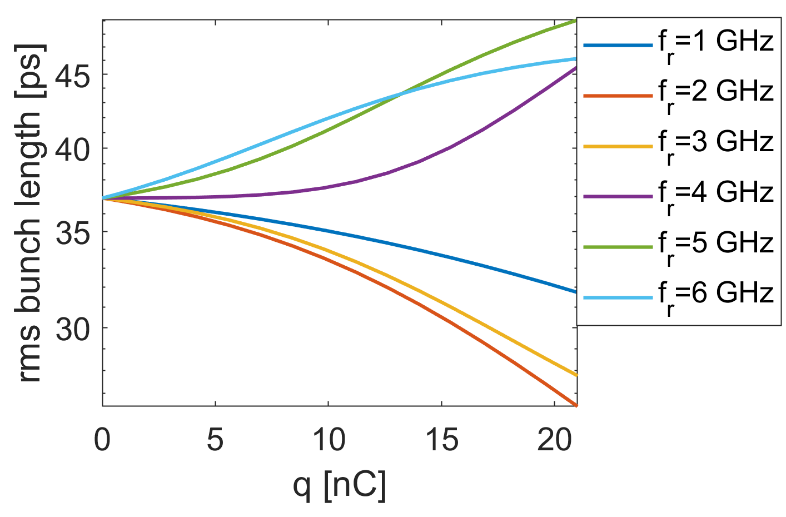 rms bunch length [ps]
45
40
35
30
0 5 10 15 20
q [nC]
f_r=1 GHz
f_r=2 GHz
f_r=3 GHz
f_r=4 GHz
f_r=5 GHz
f_r=6 GHz